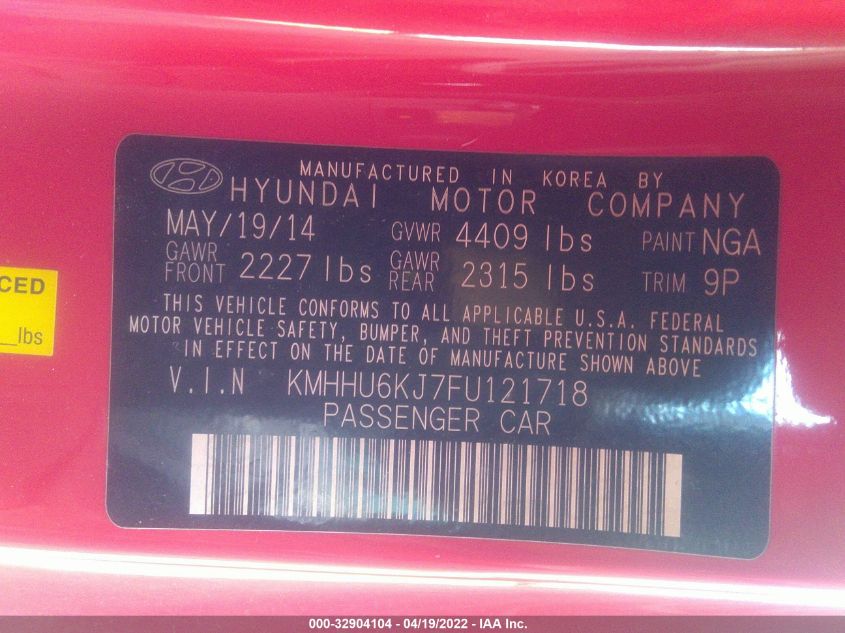 MANUFACTURED IN KOREA BY
HYUNDAI MOTOR COMPANY
MAY/19/14 GVWR 4409 lbs PAINT NGA
GAWR FRONT 2227 lbs GAWR REAR 2315 lbs TRIM 9P
THIS VEHICLE CONFORMS TO ALL APPLICABLE U.S.A. FEDERAL
MOTOR VEHICLE SAFETY, BUMPER, AND THEFT PREVENTION STANDARDS
IN EFFECT ON THE DATE OF MANUFACTURE SHOWN ABOVE
V.I.N KMHHU6KJ7FU121718
PASSENGER CAR
CED
__lbs
000-32904104 - 04/19/2022 - IAA Inc.